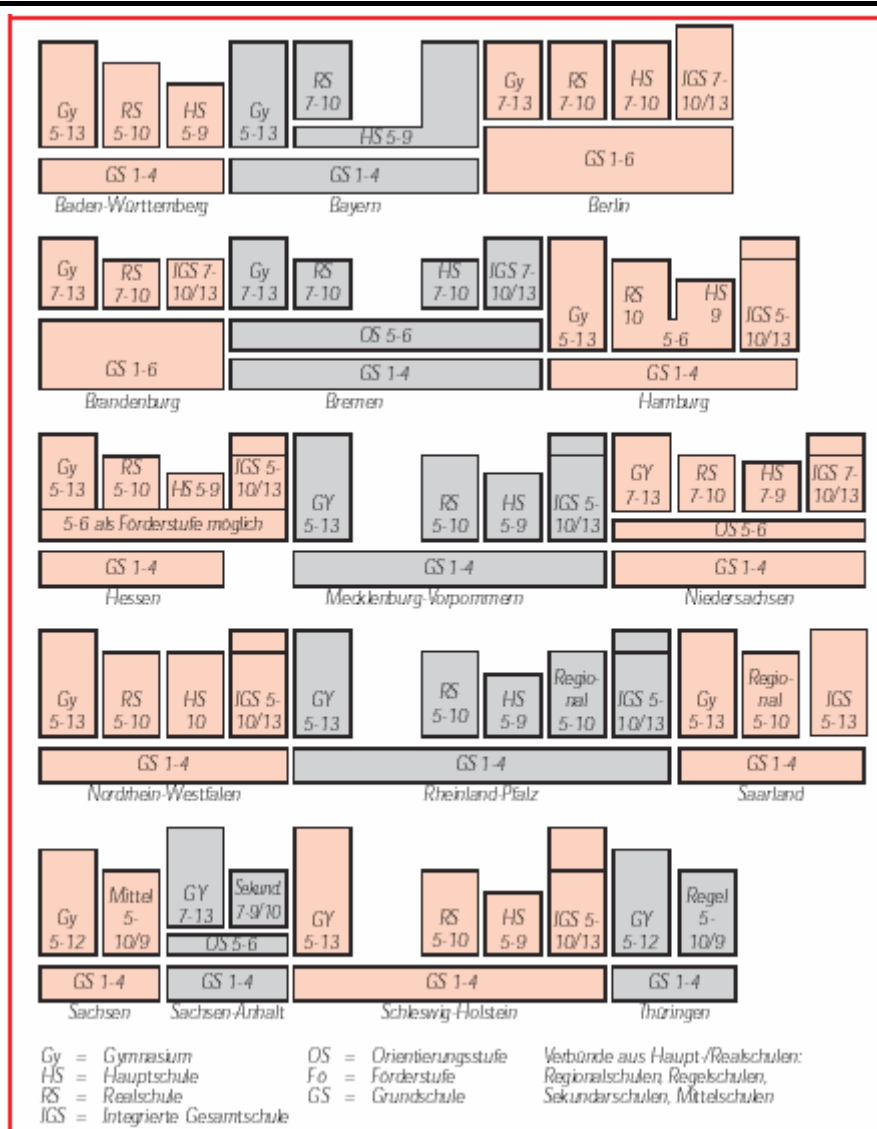 Gy 5-13
RS 5-10
HS 5-9
GS 1-4
Baden-Württemberg
Gy 5-13
RS 7-10
HS 5-9
GS 1-4
Bayern
Gy 7-13
RS 7-10
HS 7-10
IGS 7-10/13
GS 1-6
Berlin
Gy 7-13
RS 7-10
IGS 7-10/13
GS 1-6
Brandenburg
Gy 7-13
RS 7-10
HS 7-10
IGS 7-10/13
OS 5-6
GS 1-4
Bremen
Gy 5-13
RS 10
HS 9
5-6
IGS 5-10/13
GS 1-4
Hamburg
Gy 5-13
RS 5-10
HS 5-9
IGS 5-10/13
5-6 als Förderstufe möglich
GS 1-4
Hessen
GY 5-13
RS 5-10
HS 5-9
IGS 5-10/13
GS 1-4
Mecklenburg-Vorpommern
GY 7-13
RS 7-10
HS 7-9
IGS 7-10/13
OS 5-6
GS 1-4
Niedersachsen
Gy 5-13
RS 5-10
HS 10
IGS 5-10/13
GS 1-4
Nordrhein-Westfalen
GY 5-13
RS 5-10
HS 5-9
Regio-nal 5-10
IGS 5-10/13
GS 1-4
Rheinland-Pfalz
Gy 5-13
Regio-nal 5-10
IGS 5-13
GS 1-4
Saarland
Gy 5-12
Mittel 5-10/9
GS 1-4
Sachsen
GY 7-13
Sekund. 7-9/10
OS 5-6
GS 1-4
Sachsen-Anhalt
GY 5-13
RS 5-10
HS 5-9
IGS 5-10/13
GS 1-4
Schleswig-Holstein
GY 5-12
Regel 5-10/9
GS 1-4
Thüringen
Gy = Gymnasium
HS = Hauptschule
RS = Realschule
IGS = Integrierte Gesamtschule
OS = Orientierungsstufe
Fö = Förderstufe
GS = Grundschule
Verbünde aus Haupt-/Realschulen:
Regionalschulen, Regelschulen,
Sekundarschulen, Mittelschulen